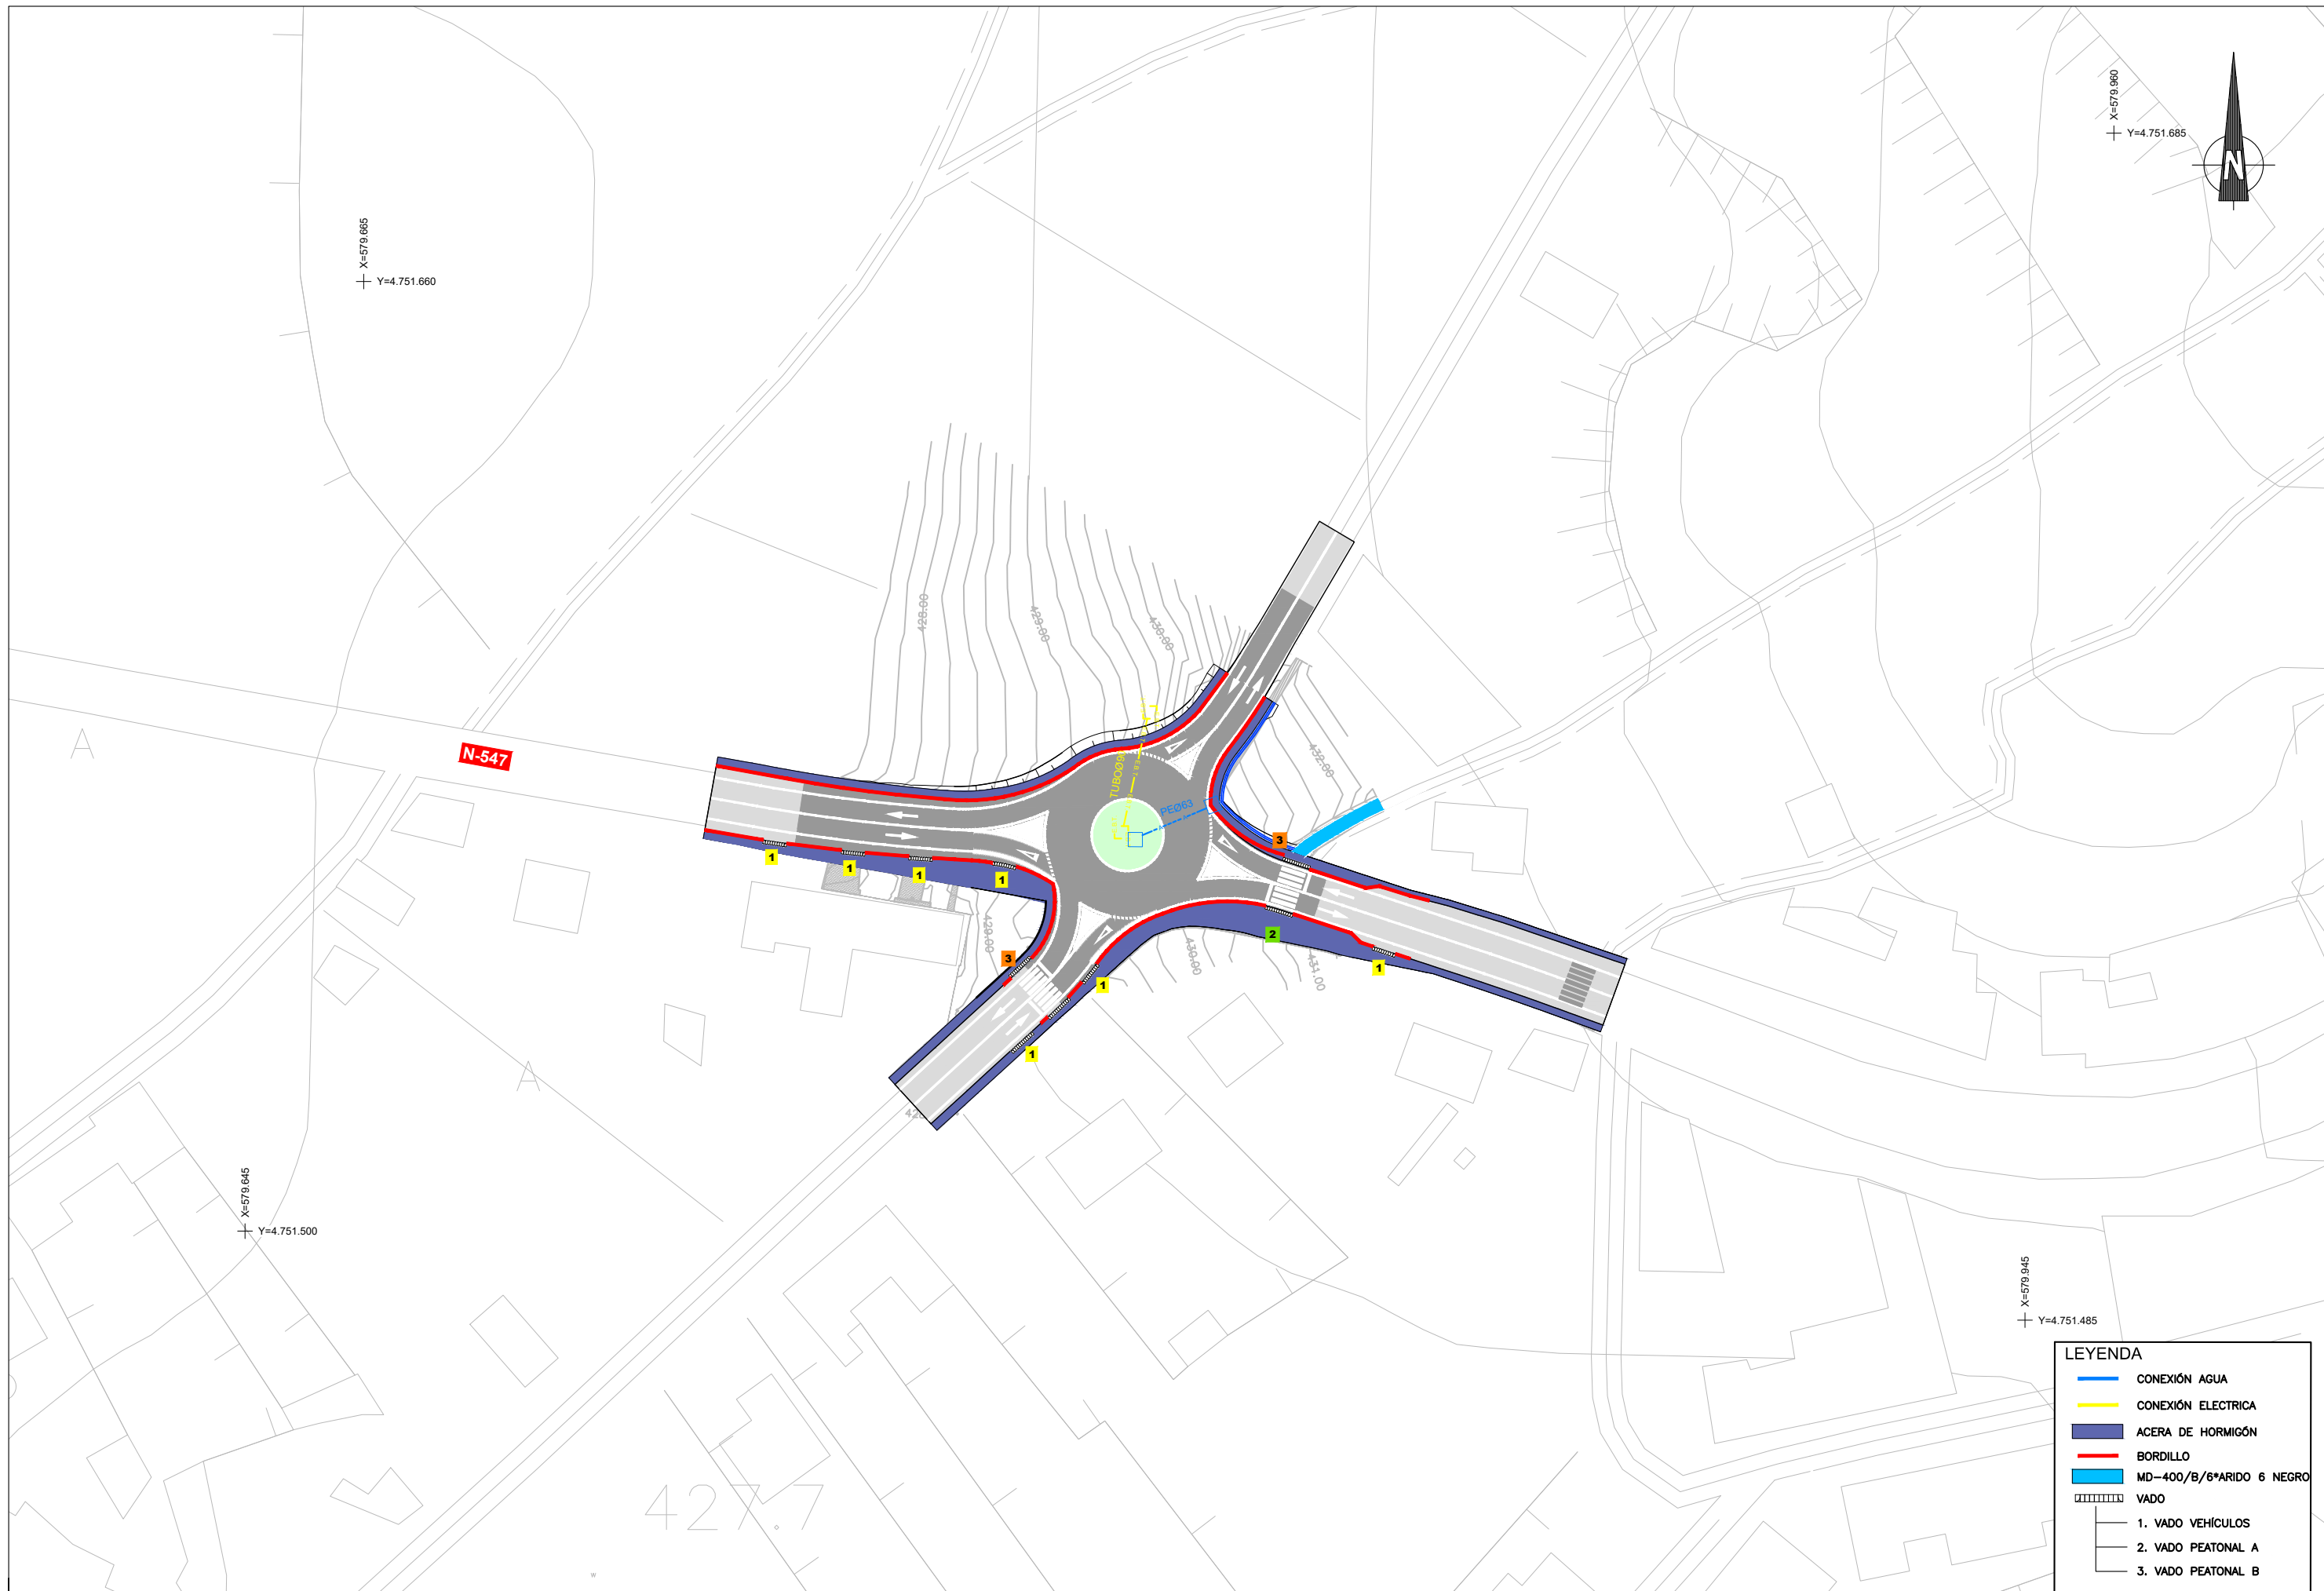 X=579.960
Y=4.751.685
N
X=579.665
Y=4.751.660
428.00
429.00
430.00
A
N-547
432.00
TUBOØ9
PEØ63
3
1
1
1
1
2
429.00
430.00
431.00
3
1
1
1
A
X=579.645
Y=4.751.500
X=579.945
Y=4.751.485
427.7
LEYENDA
CONEXIÓN AGUA
CONEXIÓN ELECTRICA
ACERA DE HORMIGÓN
BORDILLO
MD-400/B/6*ARIDO 6 NEGRO
VADO
1. VADO VEHÍCULOS
2. VADO PEATONAL A
3. VADO PEATONAL B